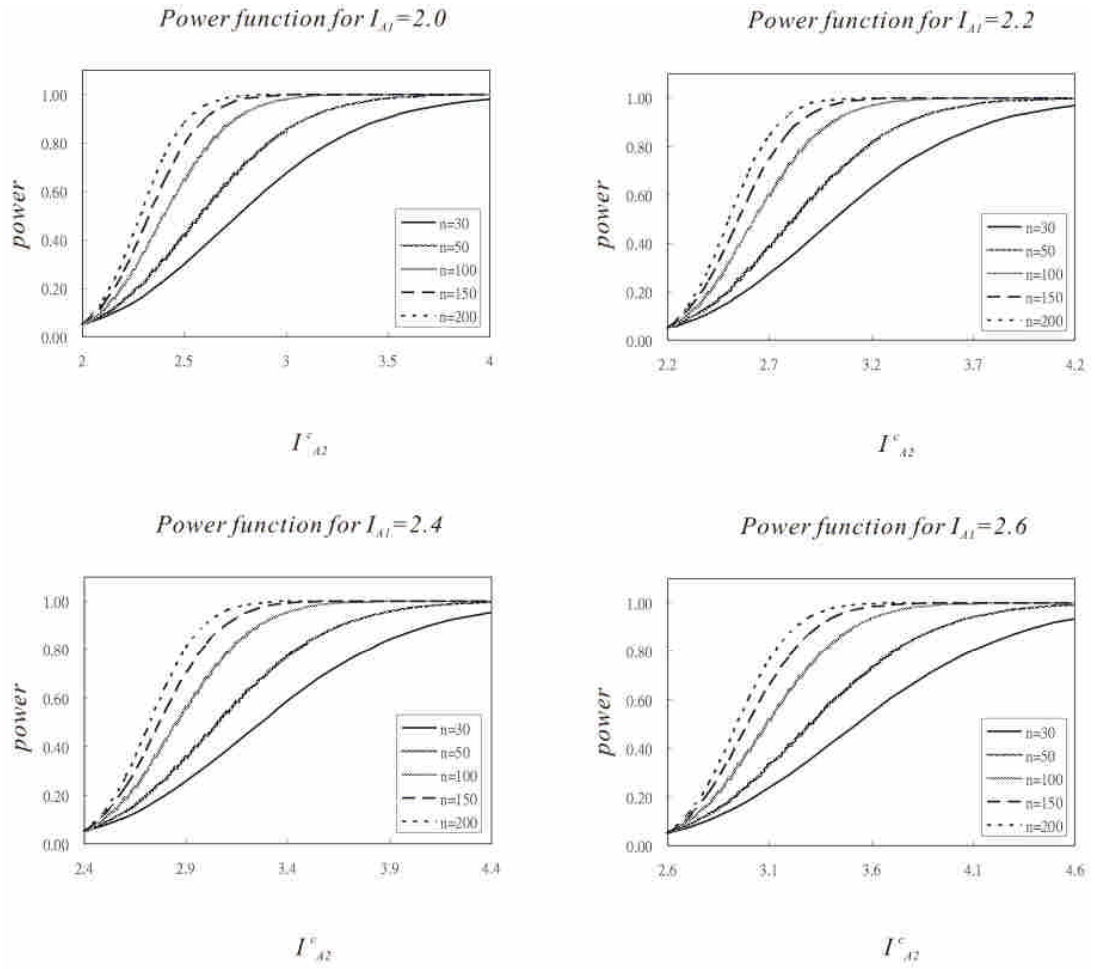 Power function for I_A1=2.0
1.00
0.80
0.60
0.40
0.20
0.00
power
n=30
n=50
n=100
n=150
n=200
2 2.5 3 3.5 4
I^c_A2
Power function for I_A1=2.2
1.00
0.80
0.60
0.40
0.20
0.00
power
n=30
n=50
n=100
n=150
n=200
2.2 2.7 3.2 3.7 4.2
I^c_A2
Power function for I_A1=2.4
1.00
0.80
0.60
0.40
0.20
0.00
power
n=30
n=50
n=100
n=150
n=200
2.4 2.9 3.4 3.9 4.4
I^c_A2
Power function for I_A1=2.6
1.00
0.80
0.60
0.40
0.20
0.00
power
n=30
n=50
n=100
n=150
n=200
2.6 3.1 3.6 4.1 4.6
I^c_A2